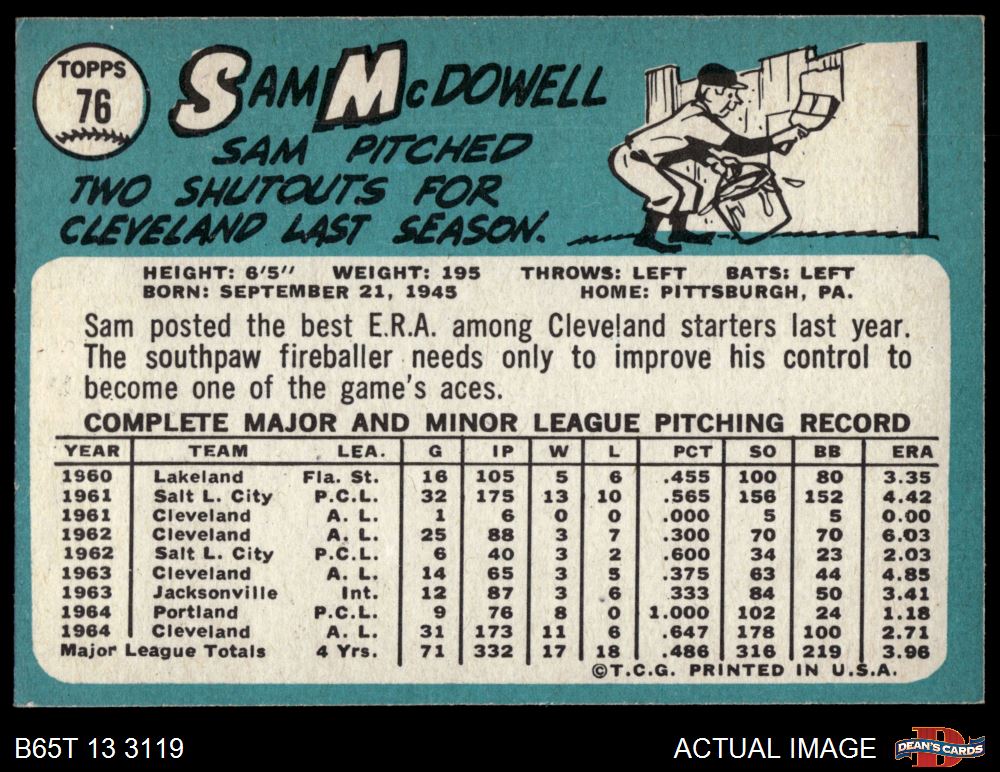 TOPPS
76
SAM McDOWELL
SAM PITCHED
TWO SHUTOUTS FOR
CLEVELAND LAST SEASON.
HEIGHT: 6'5" WEIGHT: 195 THROWS: LEFT BATS: LEFT
BORN: SEPTEMBER 21, 1945 HOME: PITTSBURGH, PA.
Sam posted the best E.R.A. among Cleveland starters last year.
The southpaw fireballer needs only to improve his control to
become one of the game's aces.
COMPLETE MAJOR AND MINOR LEAGUE PITCHING RECORD
YEAR TEAM LEA. G IP W L PCT SO BB ERA
1960 Lakeland Fla. St. 16 105 5 6 .455 100 80 3.35
1961 Salt L. City P.C.L. 32 175 13 10 .565 156 152 4.42
1961 Cleveland A. L. 1 6 0 0 .000 5 5 0.00
1962 Cleveland A. L. 25 88 3 7 .300 70 70 6.03
1962 Salt L. City P.C.L. 6 40 3 2 .600 34 23 2.03
1963 Cleveland A. L. 14 65 3 5 .375 63 44 4.85
1963 Jacksonville Int. 12 87 3 6 .333 84 50 3.41
1964 Portland P.C.L. 9 76 8 0 1.000 102 24 1.18
1964 Cleveland A. L. 31 173 11 6 .647 178 100 2.71
Major League Totals 4 Yrs. 71 332 17 18 .486 316 219 3.96
©T.C.G. PRINTED IN U.S.A.
B65T 13 3119 ACTUAL IMAGE DEAN'S CARDS